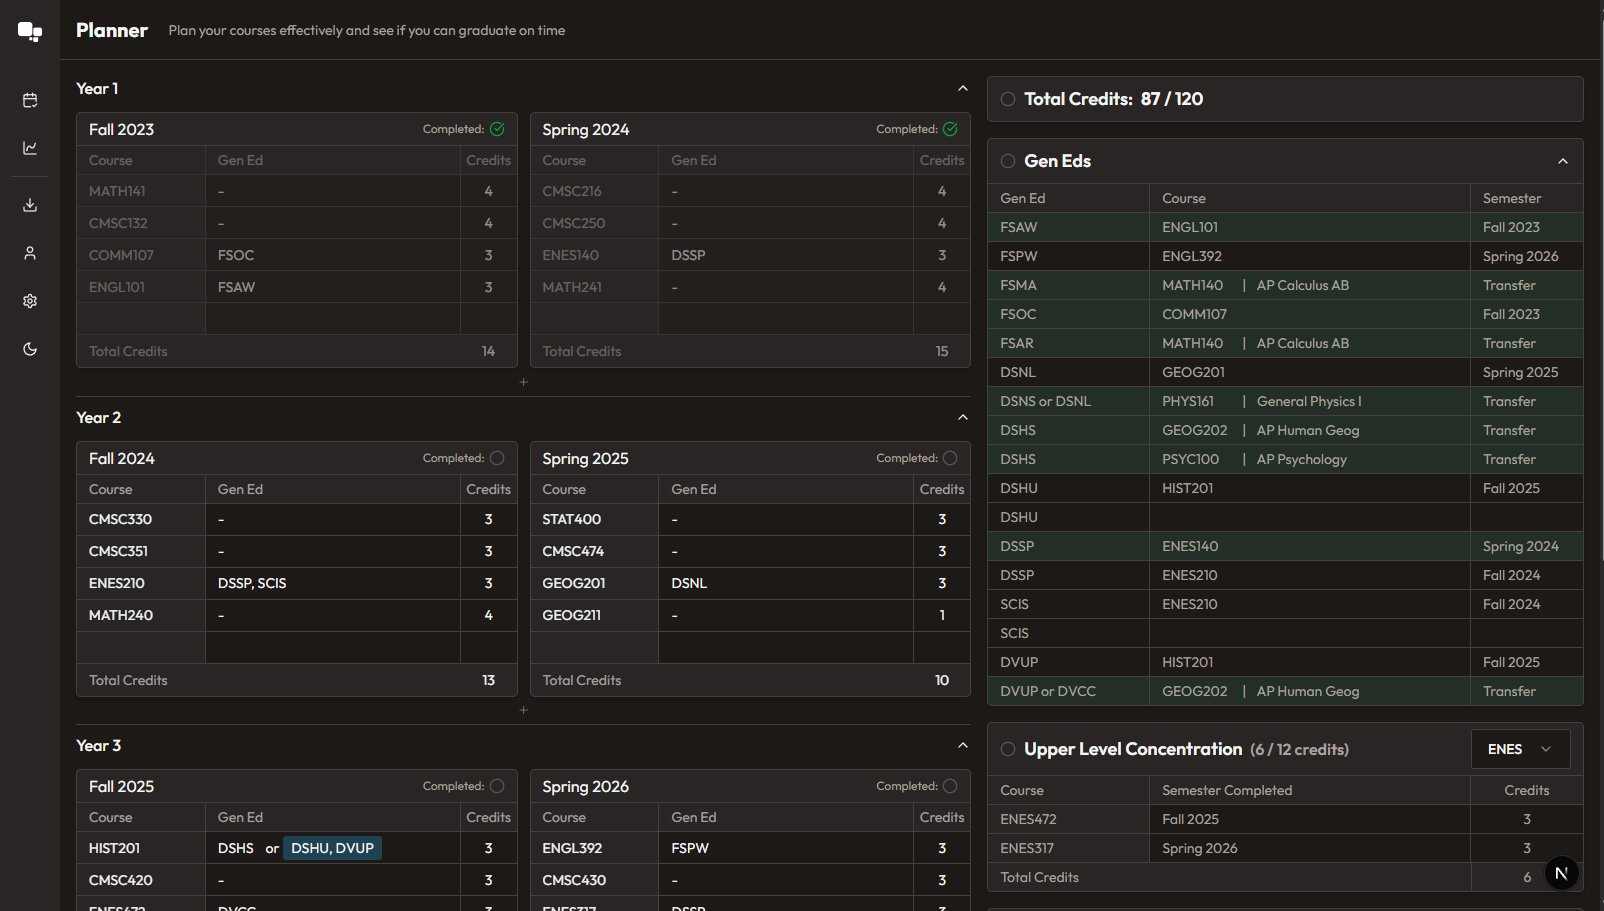 Planner Plan your courses effectively and see if you can graduate on time
Year 1
Fall 2023 Completed:
Course Gen Ed Credits
MATH141 - 4
CMSC132 - 4
COMM107 FSOC 3
ENGL101 FSAW 3
Total Credits 14
Spring 2024 Completed:
Course Gen Ed Credits
CMSC216 - 4
CMSC250 - 4
ENES140 DSSP 3
MATH241 - 4
Total Credits 15
+
Year 2
Fall 2024 Completed:
Course Gen Ed Credits
CMSC330 - 3
CMSC351 - 3
ENES210 DSSP, SCIS 3
MATH240 - 4
Total Credits 13
Spring 2025 Completed:
Course Gen Ed Credits
STAT400 - 3
CMSC474 - 3
GEOG201 DSNL 3
GEOG211 - 1
Total Credits 10
+
Year 3
Fall 2025 Completed:
Course Gen Ed Credits
HIST201 DSHS or DSHU, DVUP 3
CMSC420 - 3
ENES472 DVCC 3
Spring 2026 Completed:
Course Gen Ed Credits
ENGL392 FSPW 3
CMSC430 - 3
ENES317 DSSP 3
Total Credits: 87 / 120
Gen Eds
Gen Ed Course Semester
FSAW ENGL101 Fall 2023
FSPW ENGL392 Spring 2026
FSMA MATH140 | AP Calculus AB Transfer
FSOC COMM107 Fall 2023
FSAR MATH140 | AP Calculus AB Transfer
DSNL GEOG201 Spring 2025
DSNS or DSNL PHYS161 | General Physics I Transfer
DSHS GEOG202 | AP Human Geog Transfer
DSHS PSYC100 | AP Psychology Transfer
DSHU HIST201 Fall 2025
DSHU
DSSP ENES140 Spring 2024
DSSP ENES210 Fall 2024
SCIS ENES210 Fall 2024
SCIS
DVUP HIST201 Fall 2025
DVUP or DVCC GEOG202 | AP Human Geog Transfer
Upper Level Concentration (6 / 12 credits) ENES
Course Semester Completed Credits
ENES472 Fall 2025 3
ENES317 Spring 2026 3
Total Credits 6
N